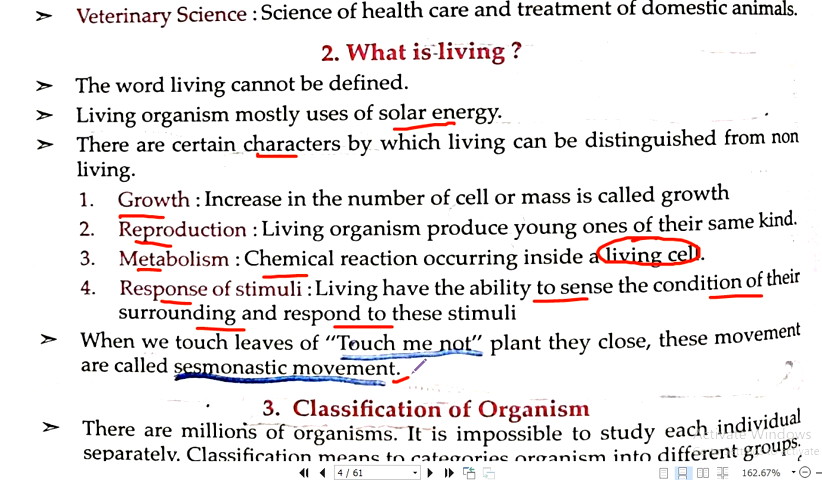 ➢ Veterinary Science : Science of health care and treatment of domestic animals.
2. What is living ?
➢ The word living cannot be defined.
➢ Living organism mostly uses of solar energy.
➢ There are certain characters by which living can be distinguished from non
living.
1. Growth : Increase in the number of cell or mass is called growth
2. Reproduction : Living organism produce young ones of their same kind.
3. Metabolism : Chemical reaction occurring inside a living cell.
4. Response of stimuli : Living have the ability to sense the condition of their
surrounding and respond to these stimuli
➢ When we touch leaves of “Touch me not” plant they close, these movement
are called sesmonastic movement.
3. Classification of Organism
➢ There are millions of organisms. It is impossible to study each individual
Activate Windows
separately. Classification means to categories organism into different groups.
4 / 61
162.67%